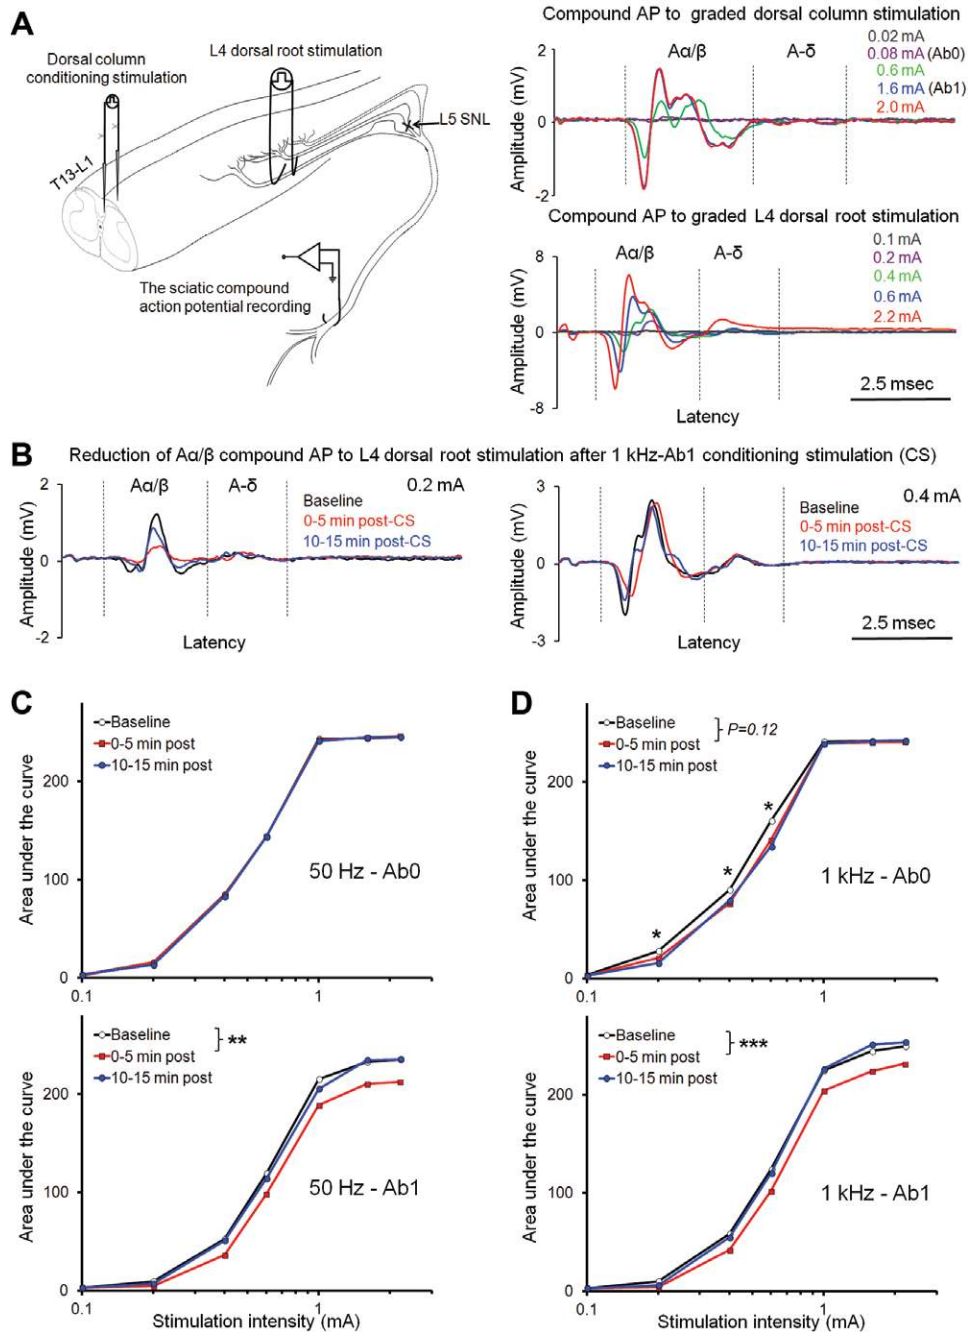 A
Dorsal column
conditioning stimulation
L4 dorsal root stimulation
L5 SNL
T13-L1
The sciatic compound
action potential recording
Compound AP to graded dorsal column stimulation
Amplitude (mV)
2
0
-2
Aα/β
A-δ
0.02 mA
0.08 mA (Ab0)
0.6 mA
1.6 mA (Ab1)
2.0 mA
Compound AP to graded L4 dorsal root stimulation
Amplitude (mV)
8
0
-8
Aα/β
A-δ
0.1 mA
0.2 mA
0.4 mA
0.6 mA
2.2 mA
2.5 msec
Latency
B
Reduction of Aα/β compound AP to L4 dorsal root stimulation after 1 kHz-Ab1 conditioning stimulation (CS)
Amplitude (mV)
2
0
-2
Aα/β
A-δ
0.2 mA
Baseline
0-5 min post-CS
10-15 min post-CS
Latency
Amplitude (mV)
3
0
-3
0.4 mA
Baseline
0-5 min post-CS
10-15 min post-CS
2.5 msec
C
Area under the curve
200
100
0
Baseline
0-5 min post
10-15 min post
50 Hz - Ab0
0.1
1
Area under the curve
200
100
0
Baseline
0-5 min post
10-15 min post
**
50 Hz - Ab1
0.1
1
Stimulation intensity (mA)
D
Area under the curve
200
100
0
Baseline
0-5 min post
10-15 min post
P=0.12
*
*
*
1 kHz - Ab0
0.1
1
Area under the curve
200
100
0
Baseline
0-5 min post
10-15 min post
***
1 kHz - Ab1
0.1
1
Stimulation intensity (mA)